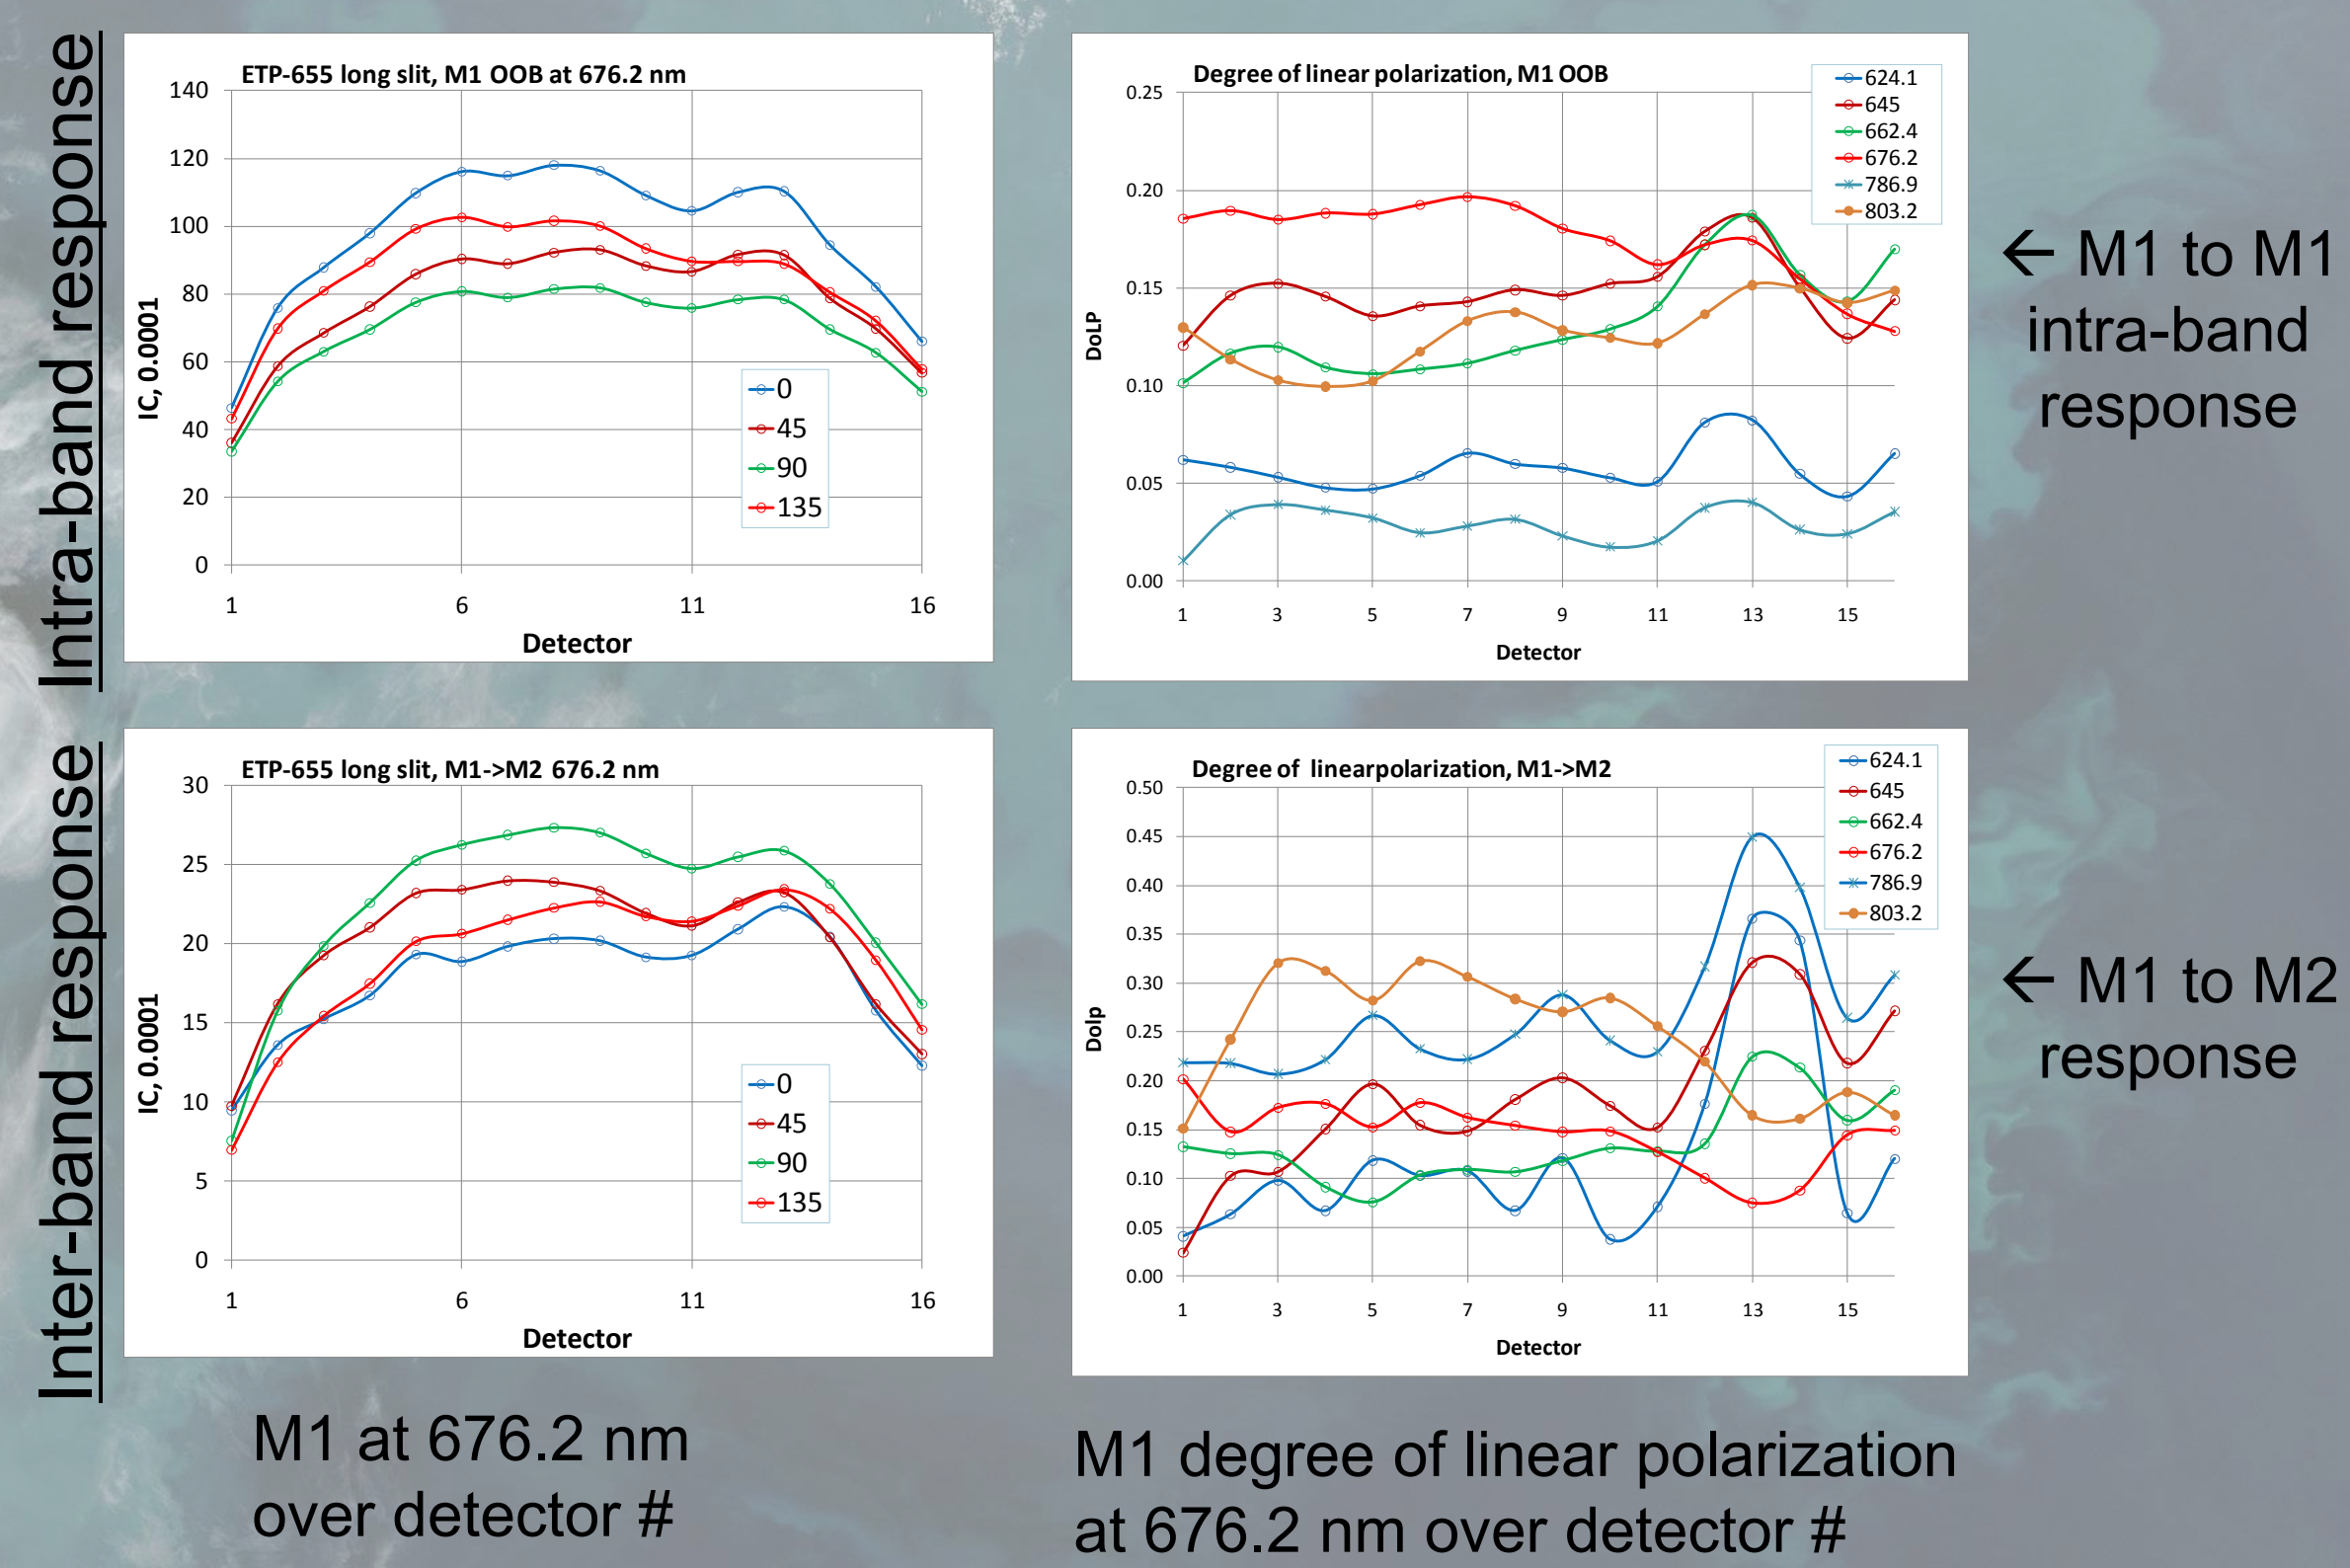 Intra-band response
ETP-655 long slit, M1 OOB at 676.2 nm
140
120
100
80
60
40
20
0
IC, 0.0001
1 6 11 16
Detector
0
45
90
135
Degree of linear polarization, M1 OOB
0.25
0.20
0.15
0.10
0.05
0.00
DoLP
1 3 5 7 9 11 13 15
Detector
624.1
645
662.4
676.2
786.9
803.2
← M1 to M1
intra-band
response
Inter-band response
ETP-655 long slit, M1->M2 676.2 nm
30
25
20
15
10
5
0
IC, 0.0001
1 6 11 16
Detector
0
45
90
135
Degree of linearpolarization, M1->M2
0.50
0.45
0.40
0.35
0.30
0.25
0.20
0.15
0.10
0.05
0.00
Dolp
1 3 5 7 9 11 13 15
Detector
624.1
645
662.4
676.2
786.9
803.2
← M1 to M2
response
M1 at 676.2 nm
over detector #
M1 degree of linear polarization
at 676.2 nm over detector #